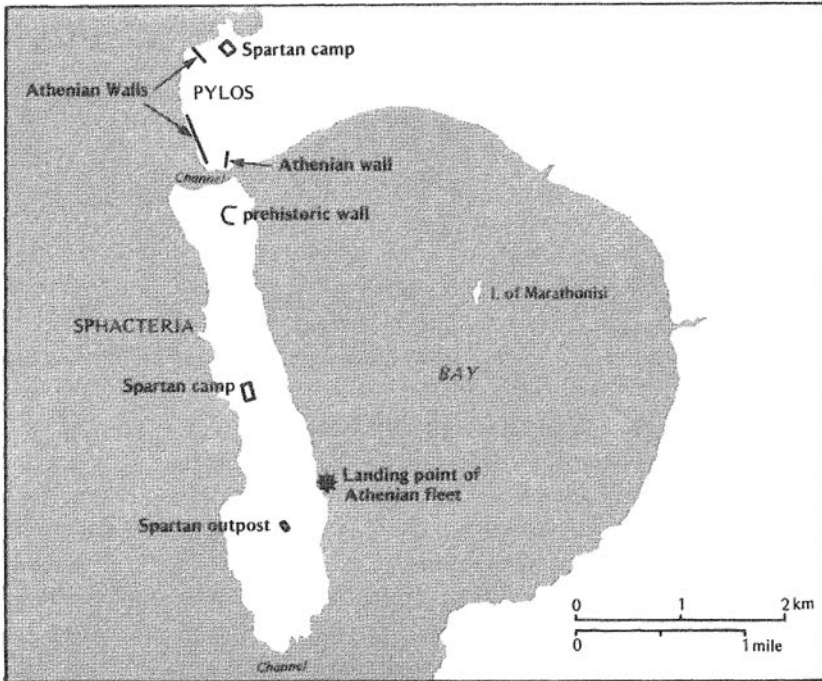 Spartan camp
Athenian Walls
PYLOS
Athenian wall
Channel
prehistoric wall
I. of Marathonisi
SPHACTERIA
BAY
Spartan camp
Landing point of
Athenian fleet
Spartan outpost
0 1 2 km
0 1 mile
Channel